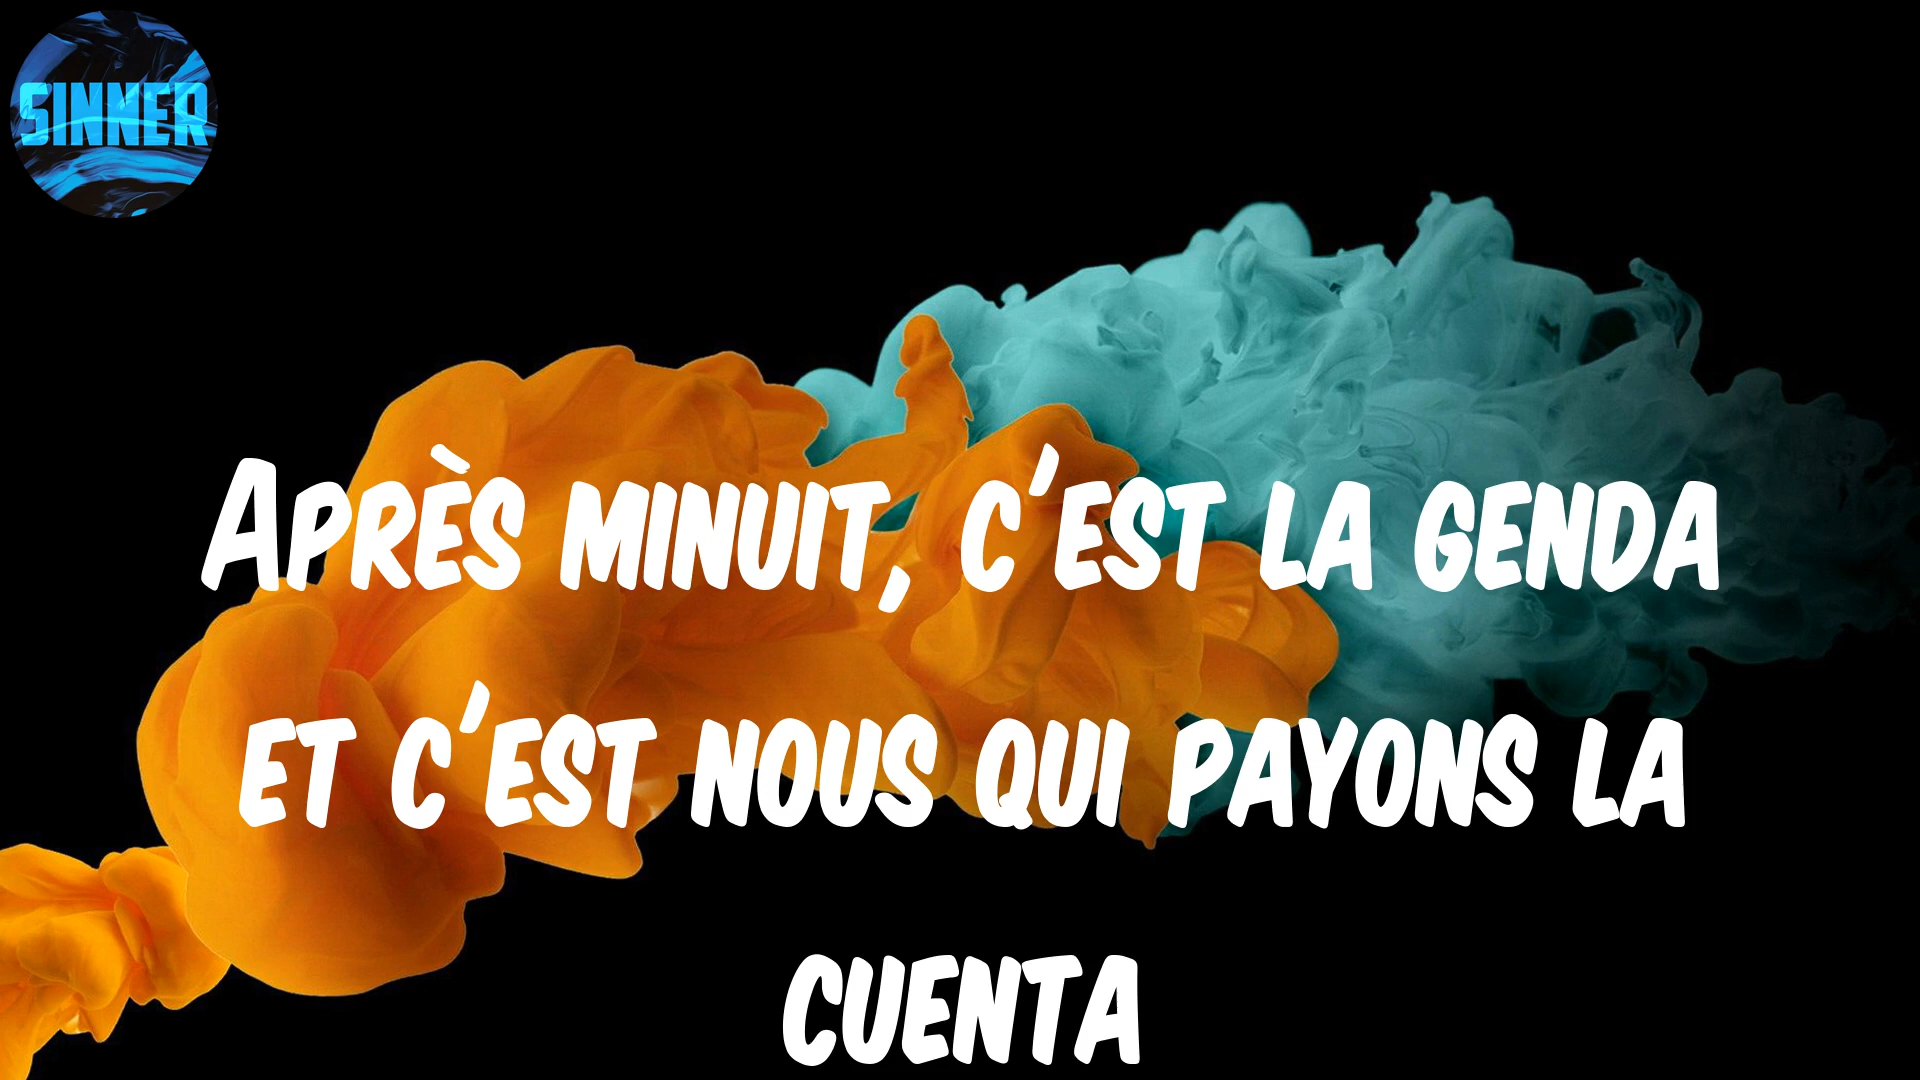 SINNER
Après minuit, c'est la genda
et c'est nous qui payons la
cuenta